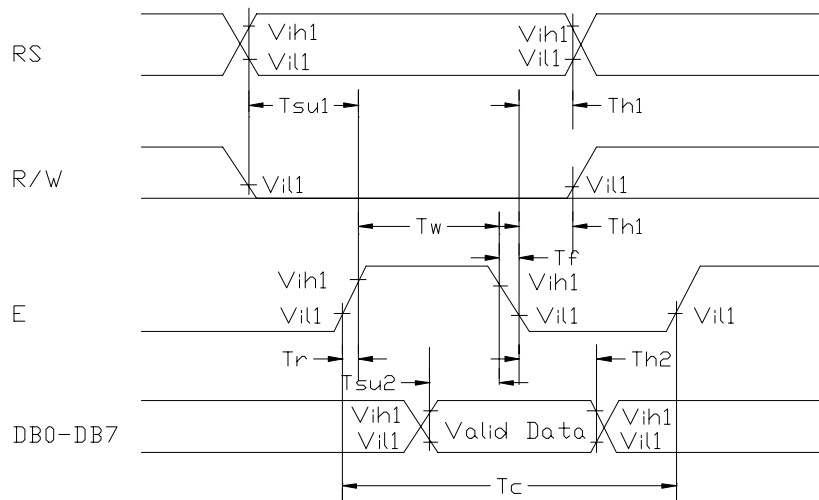 RS
Vih1
Vil1
Vih1
Vil1
Tsu1
Th1
R/W
Vil1
Vil1
Tw
Th1
Tf
E
Vih1
Vil1
Vih1
Vil1
Vil1
Tr
Tsu2
Th2
DB0-DB7
Vih1
Vil1
Valid Data
Vih1
Vil1
Tc